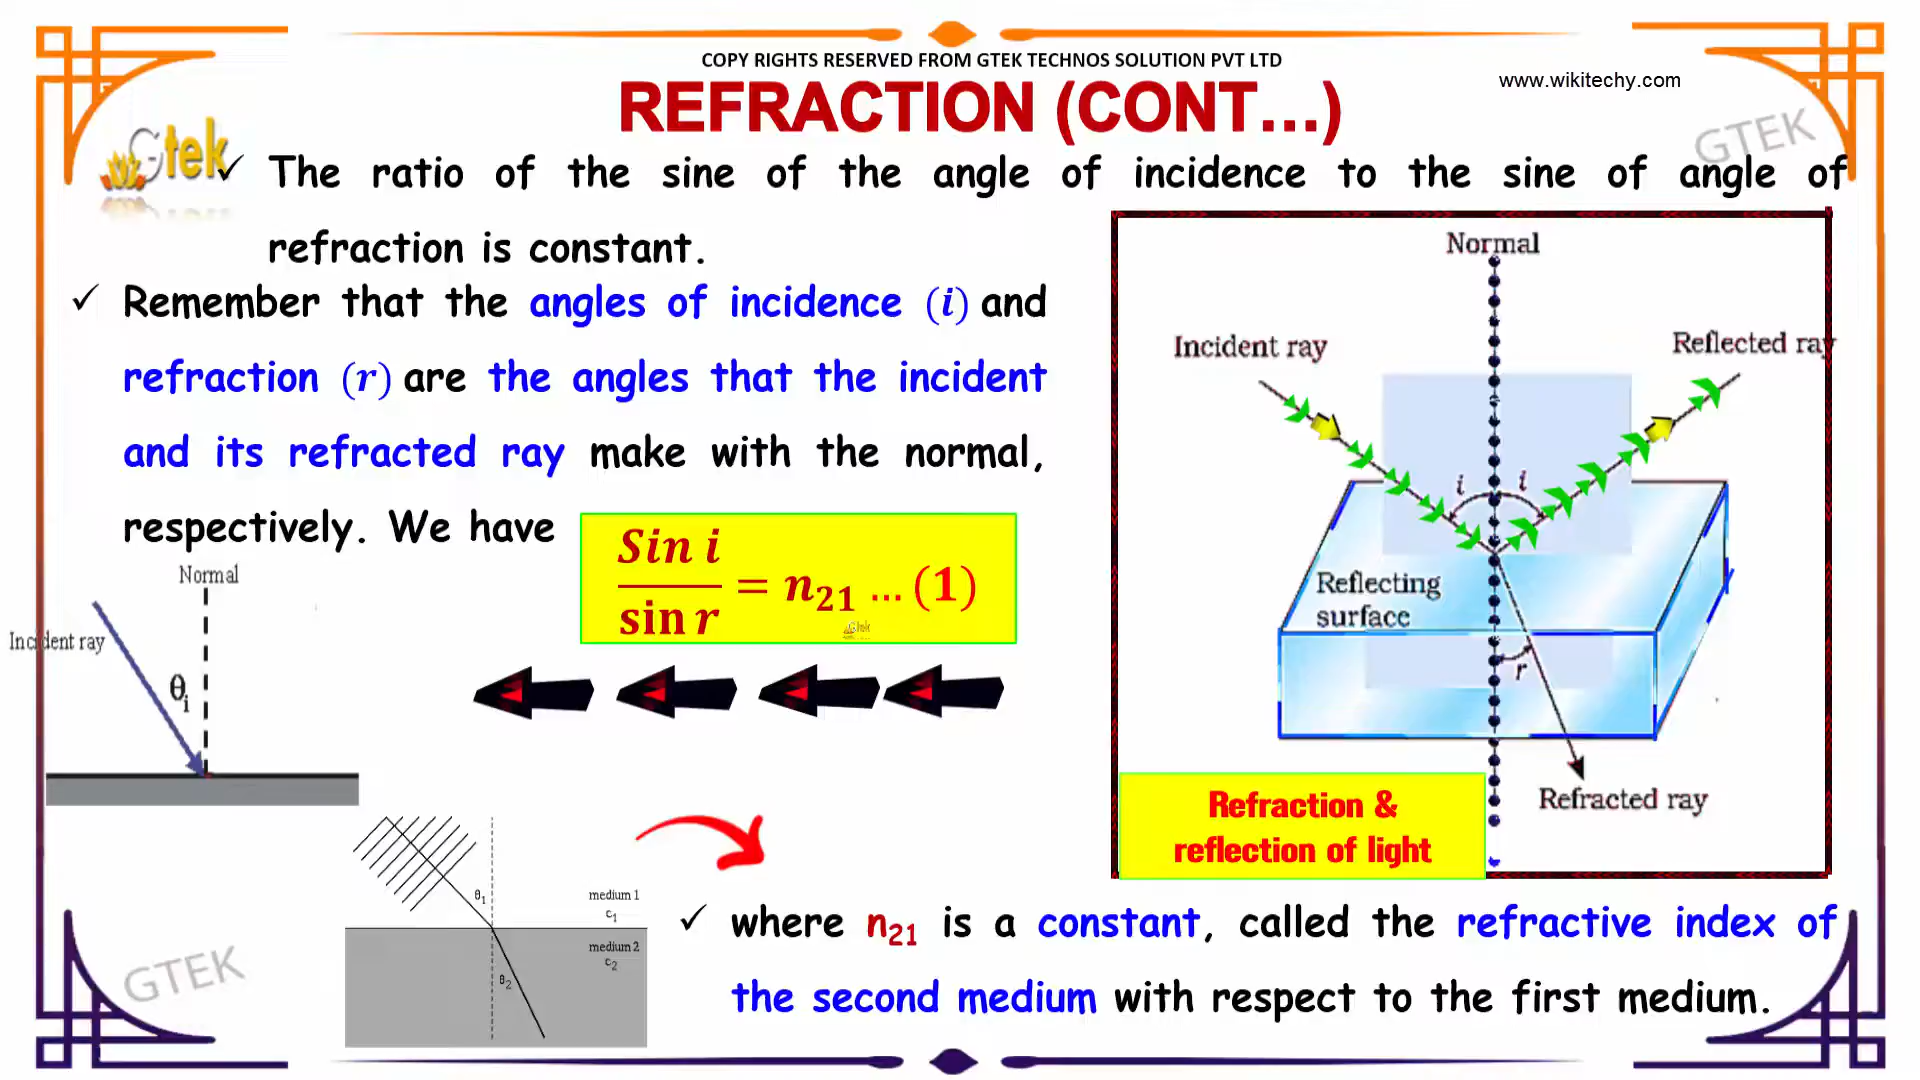 COPY RIGHTS RESERVED FROM GTEK TECHNOS SOLUTION PVT LTD
www.wikitechy.com
REFRACTION (CONT...)
GTEK
Gtek
✓ The ratio of the sine of the angle of incidence to the sine of angle of
refraction is constant.
✓ Remember that the angles of incidence (i) and
refraction (r) are the angles that the incident
and its refracted ray make with the normal,
respectively. We have
Sin i
sin r
= n21 ... (1)
Gtek
Normal
Incident ray
θi
Normal
Incident ray
Reflected ray
i
i
Reflecting
surface
r
Refracted ray
Refraction &
reflection of light
θ1
medium 1
c1
medium 2
c2
θ2
✓ where n21 is a constant, called the refractive index of
the second medium with respect to the first medium.
GTEK